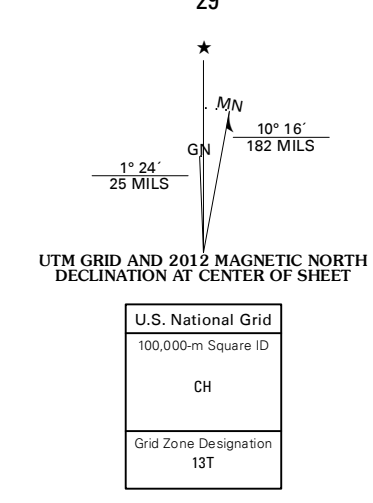 29
★
MN
GN
10° 16´
182 MILS
1° 24´
25 MILS
UTM GRID AND 2012 MAGNETIC NORTH
DECLINATION AT CENTER OF SHEET
U.S. National Grid
100,000-m Square ID
CH
Grid Zone Designation
13T